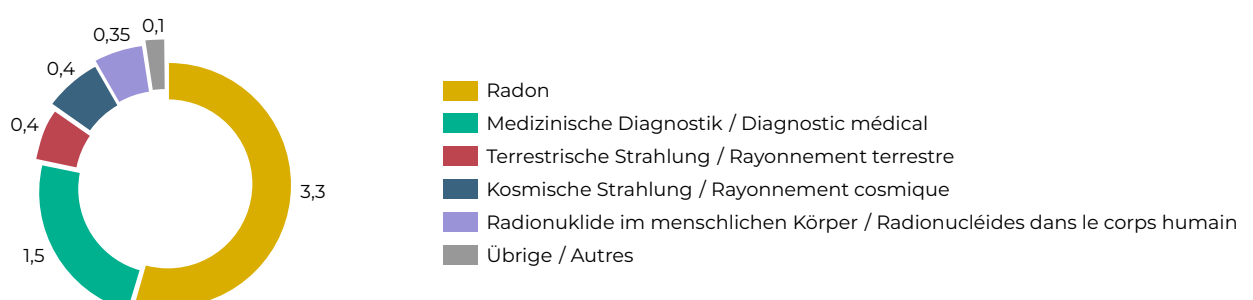 0,1
0,35
0,4
0,4
3,3
1,5
Radon
Medizinische Diagnostik / Diagnostic médical
Terrestrische Strahlung / Rayonnement terrestre
Kosmische Strahlung / Rayonnement cosmique
Radionuklide im menschlichen Körper / Radionucléides dans le corps humain
Übrige / Autres